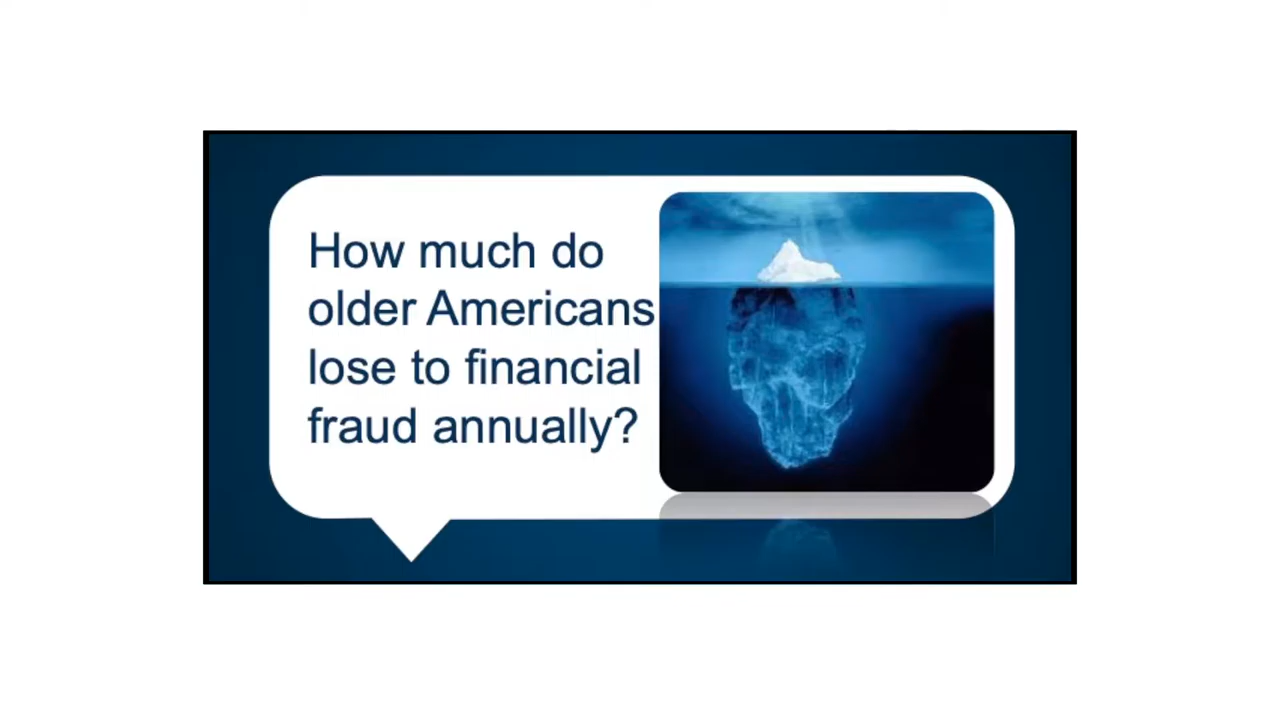 How much do
older Americans
lose to financial
fraud annually?